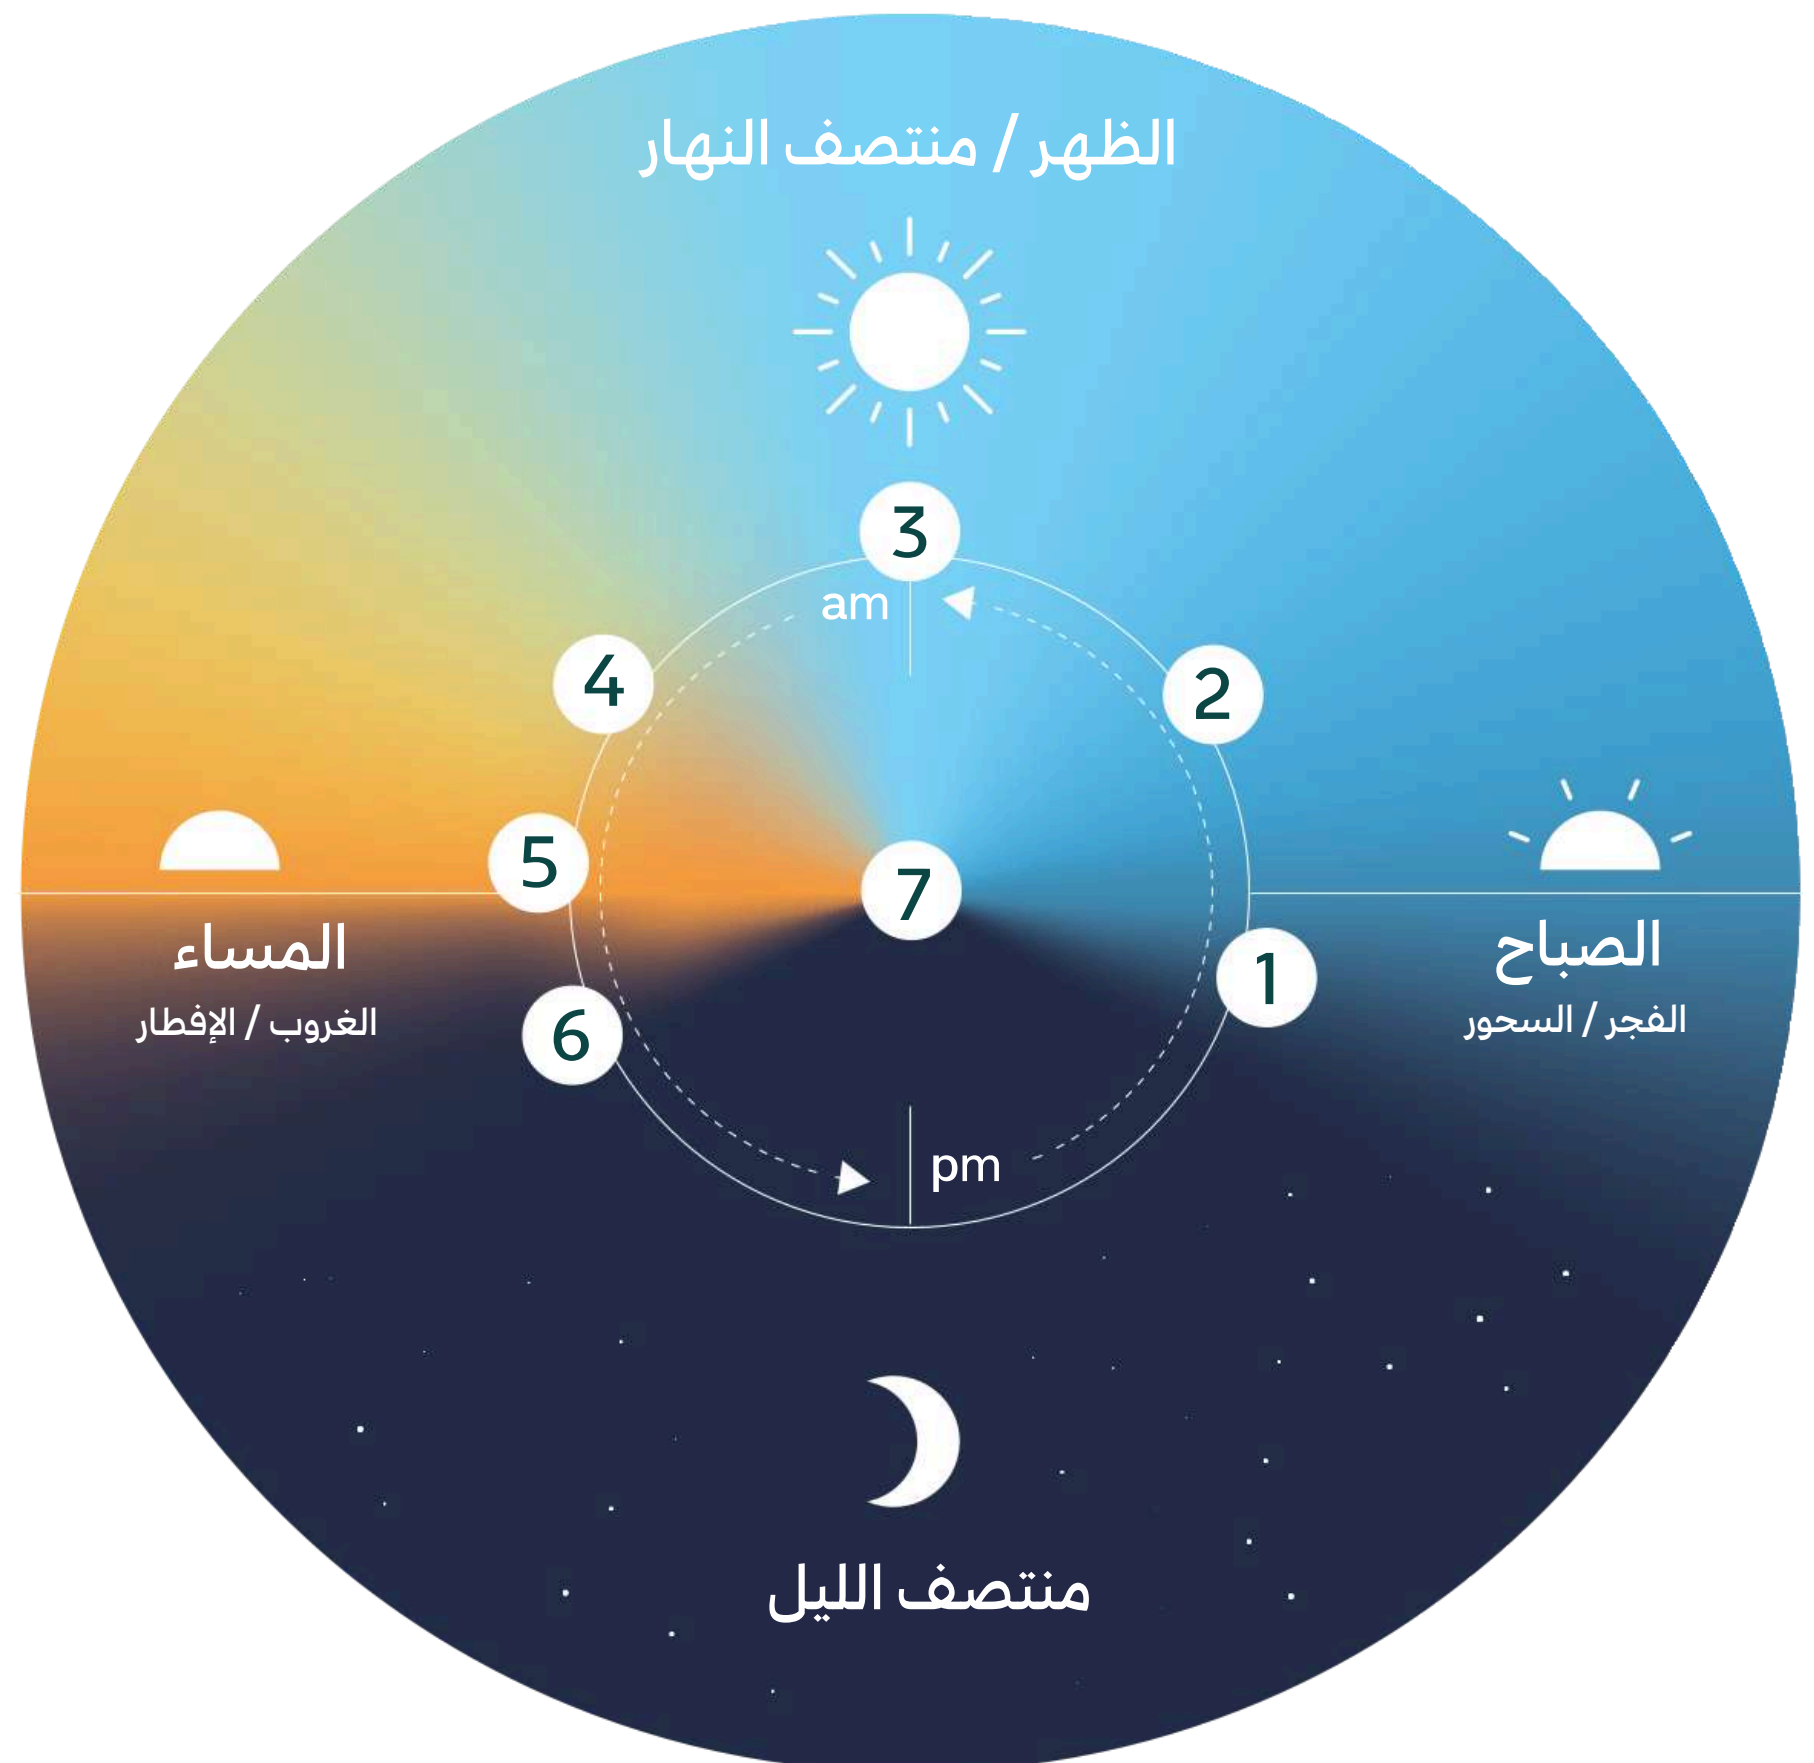 الظهر / منتصف النهار
3
am
4
2
5
7
الصباح
المساء
1
الفجر / السحور
الغروب / الإفطار
6
pm
منتصف الليل